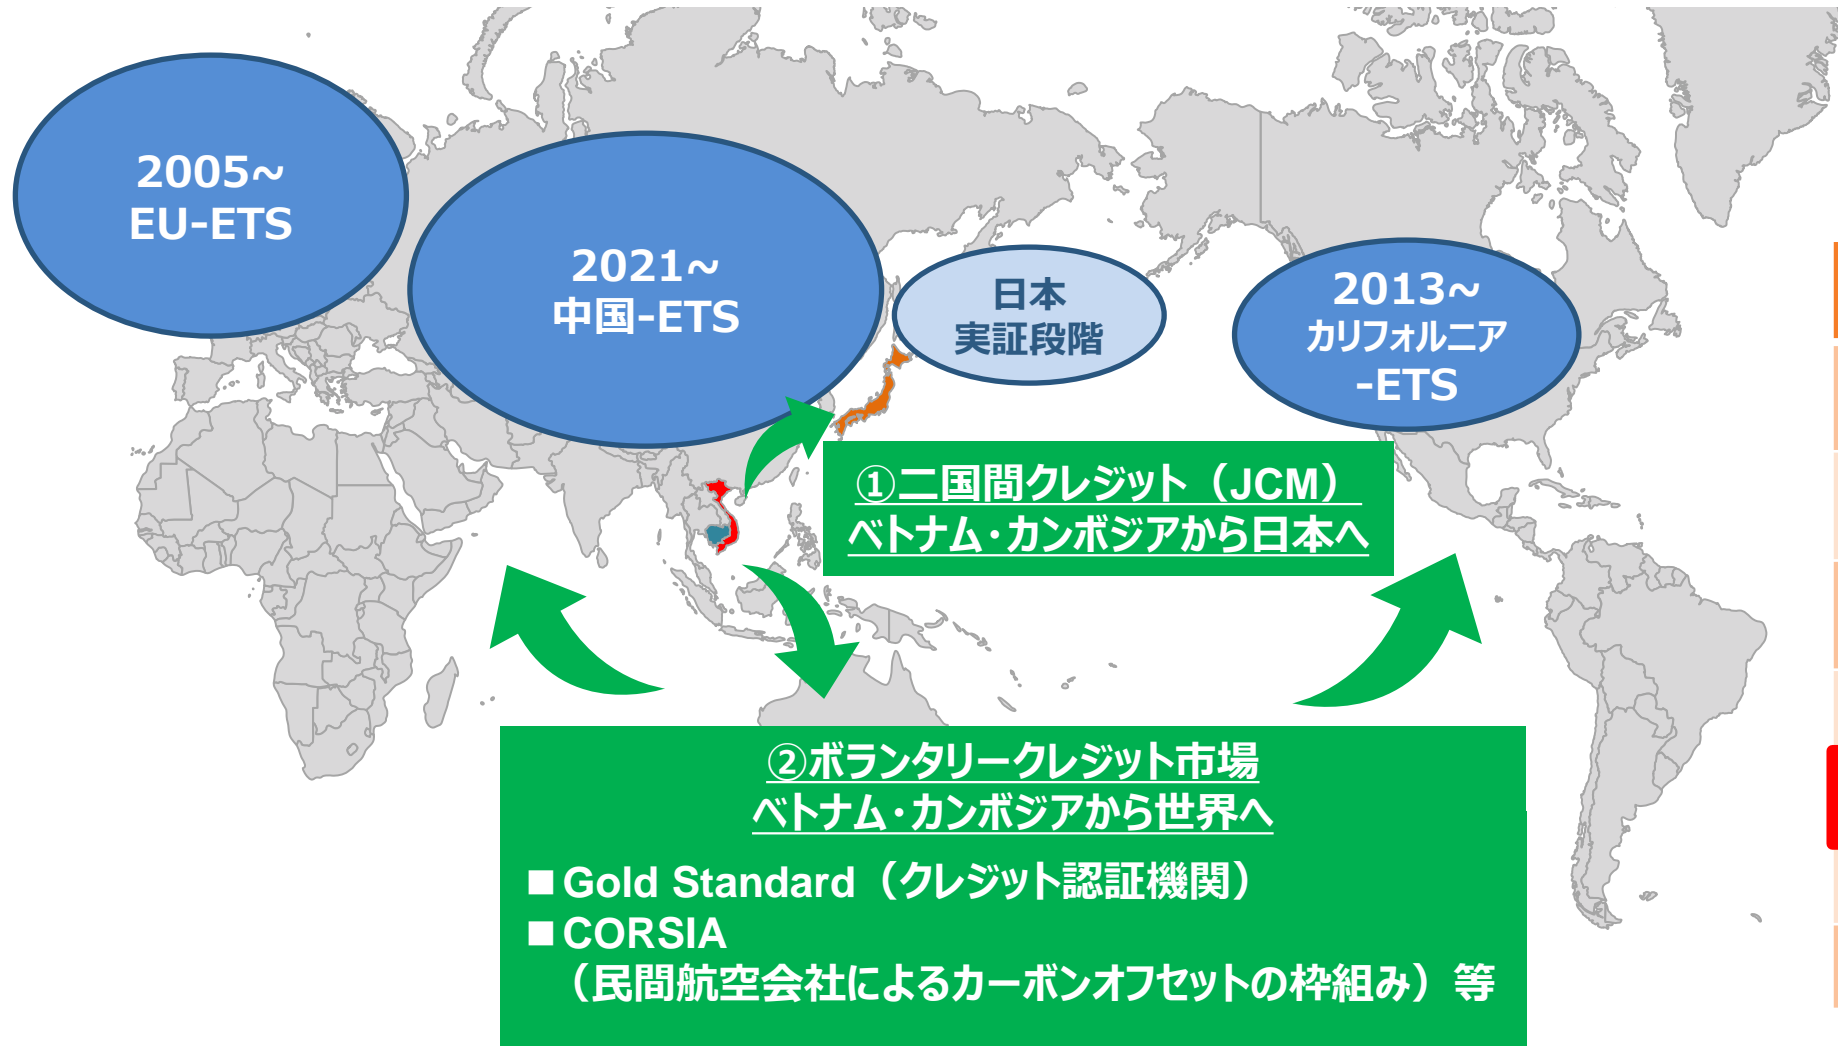 2005~
EU-ETS
2021~
中国-ETS
日本
実証段階
2013~
カリフォルニア
-ETS
①二国間クレジット（JCM）
ベトナム・カンボジアから日本へ
②ボランタリークレジット市場
ベトナム・カンボジアから世界へ
■Gold Standard（クレジット認証機関）
■CORSIA
（民間航空会社によるカーボンオフセットの枠組み）等